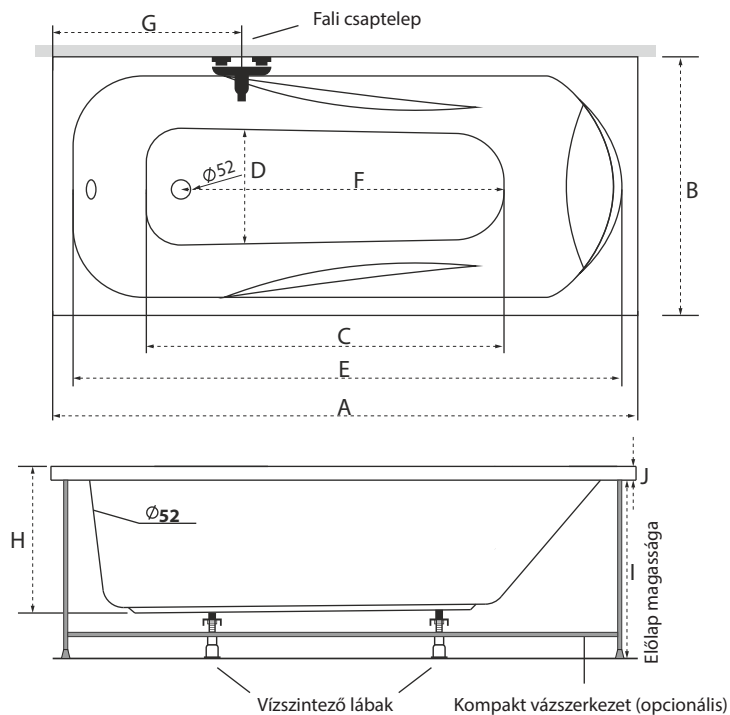 G
Fali csaptelep
Ø52
D
F
B
C
E
A
J
H
Ø52
I
Előlap magassága
Vízszintező lábak
Kompakt vázszerkezet (opcionális)